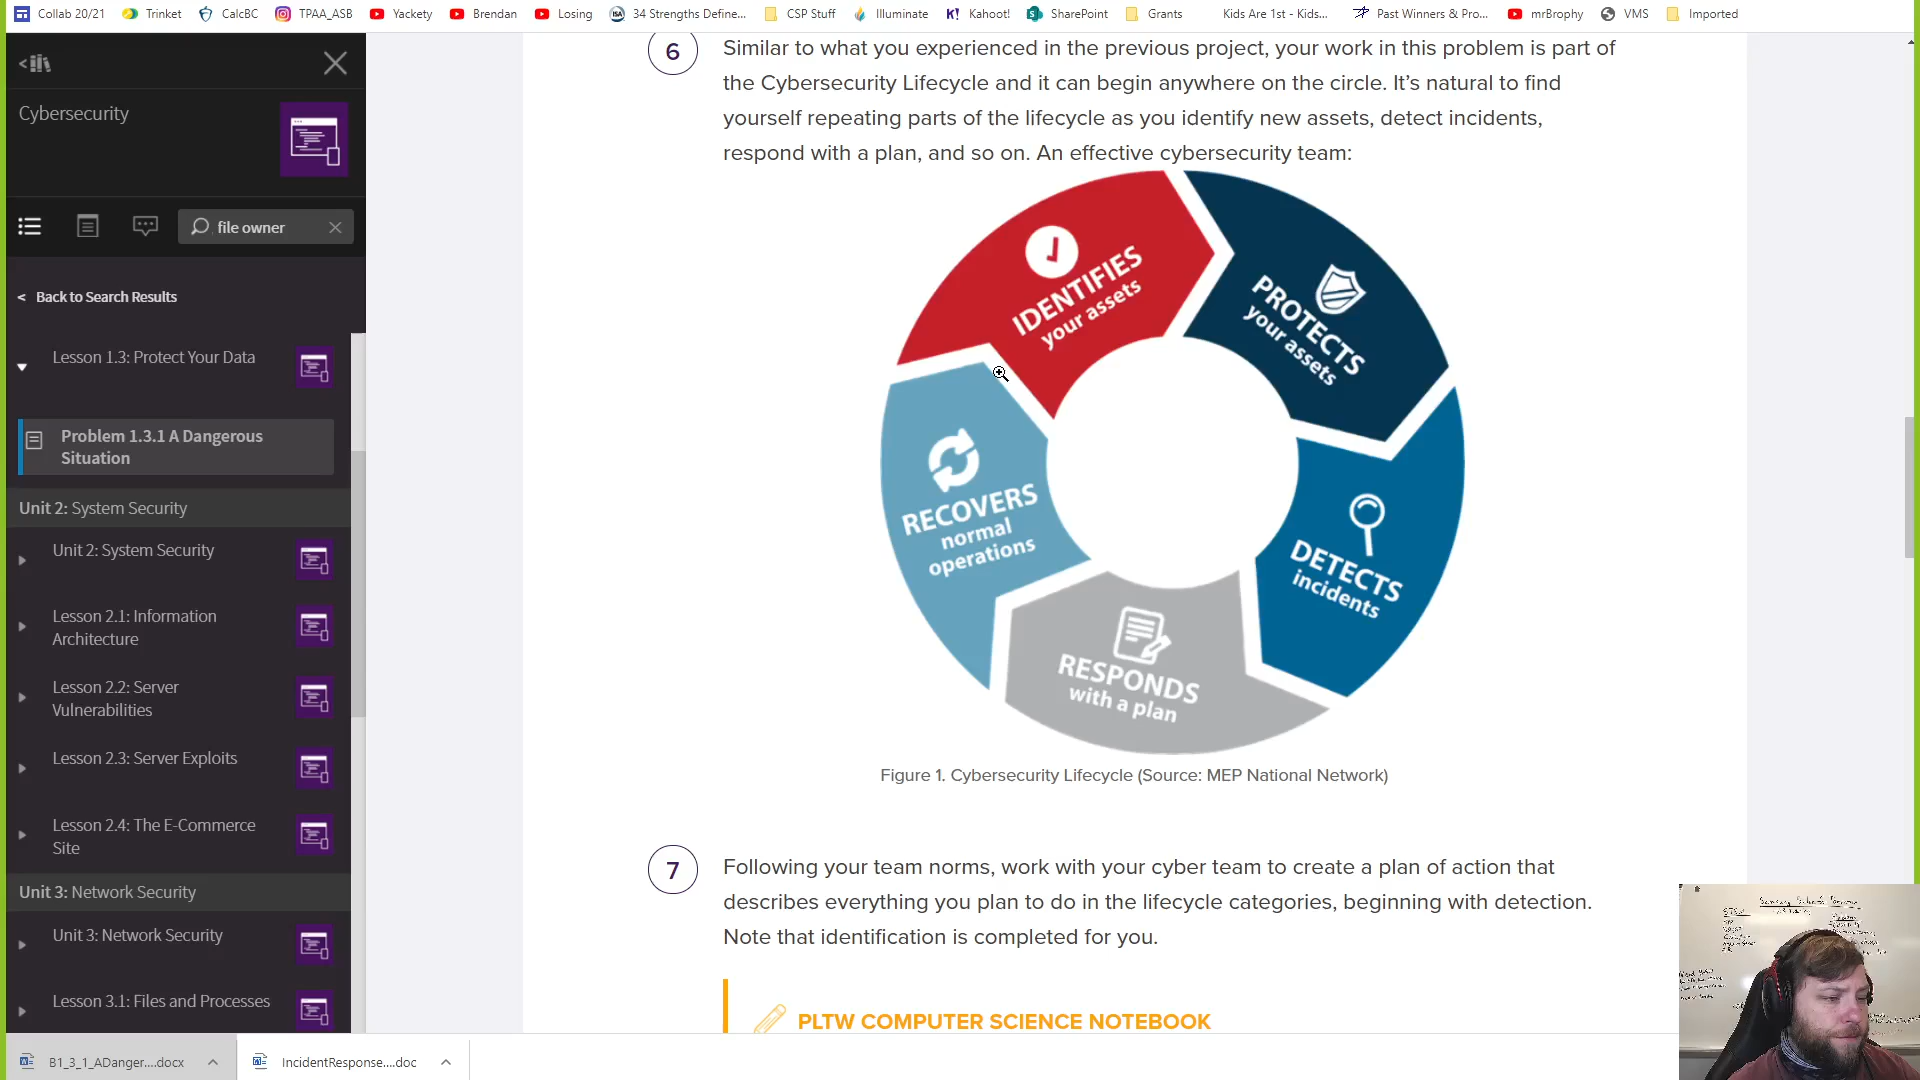 Collab 20/21 Trinket CalcBC TPAA_ASB Yackety Brendan Losing 34 Strengths Define... CSP Stuff Illuminate Kahoot! SharePoint Grants Kids Are 1st - Kids... Past Winners & Pro... mrBrophy VMS Imported
Cybersecurity
file owner
< Back to Search Results
Lesson 1.3: Protect Your Data
Problem 1.3.1 A Dangerous
Situation
Unit 2: System Security
Unit 2: System Security
Lesson 2.1: Information
Architecture
Lesson 2.2: Server
Vulnerabilities
Lesson 2.3: Server Exploits
Lesson 2.4: The E-Commerce
Site
Unit 3: Network Security
Unit 3: Network Security
Lesson 3.1: Files and Processes
6
Similar to what you experienced in the previous project, your work in this problem is part of
the Cybersecurity Lifecycle and it can begin anywhere on the circle. It's natural to find
yourself repeating parts of the lifecycle as you identify new assets, detect incidents,
respond with a plan, and so on. An effective cybersecurity team:
IDENTIFIES
your assets
PROTECTS
your assets
DETECTS
incidents
RESPONDS
with a plan
RECOVERS
normal
operations
Figure 1. Cybersecurity Lifecycle (Source: MEP National Network)
7
Following your team norms, work with your cyber team to create a plan of action that
describes everything you plan to do in the lifecycle categories, beginning with detection.
Note that identification is completed for you.
PLTW COMPUTER SCIENCE NOTEBOOK
B1_3_1_ADanger....docx IncidentResponse....doc